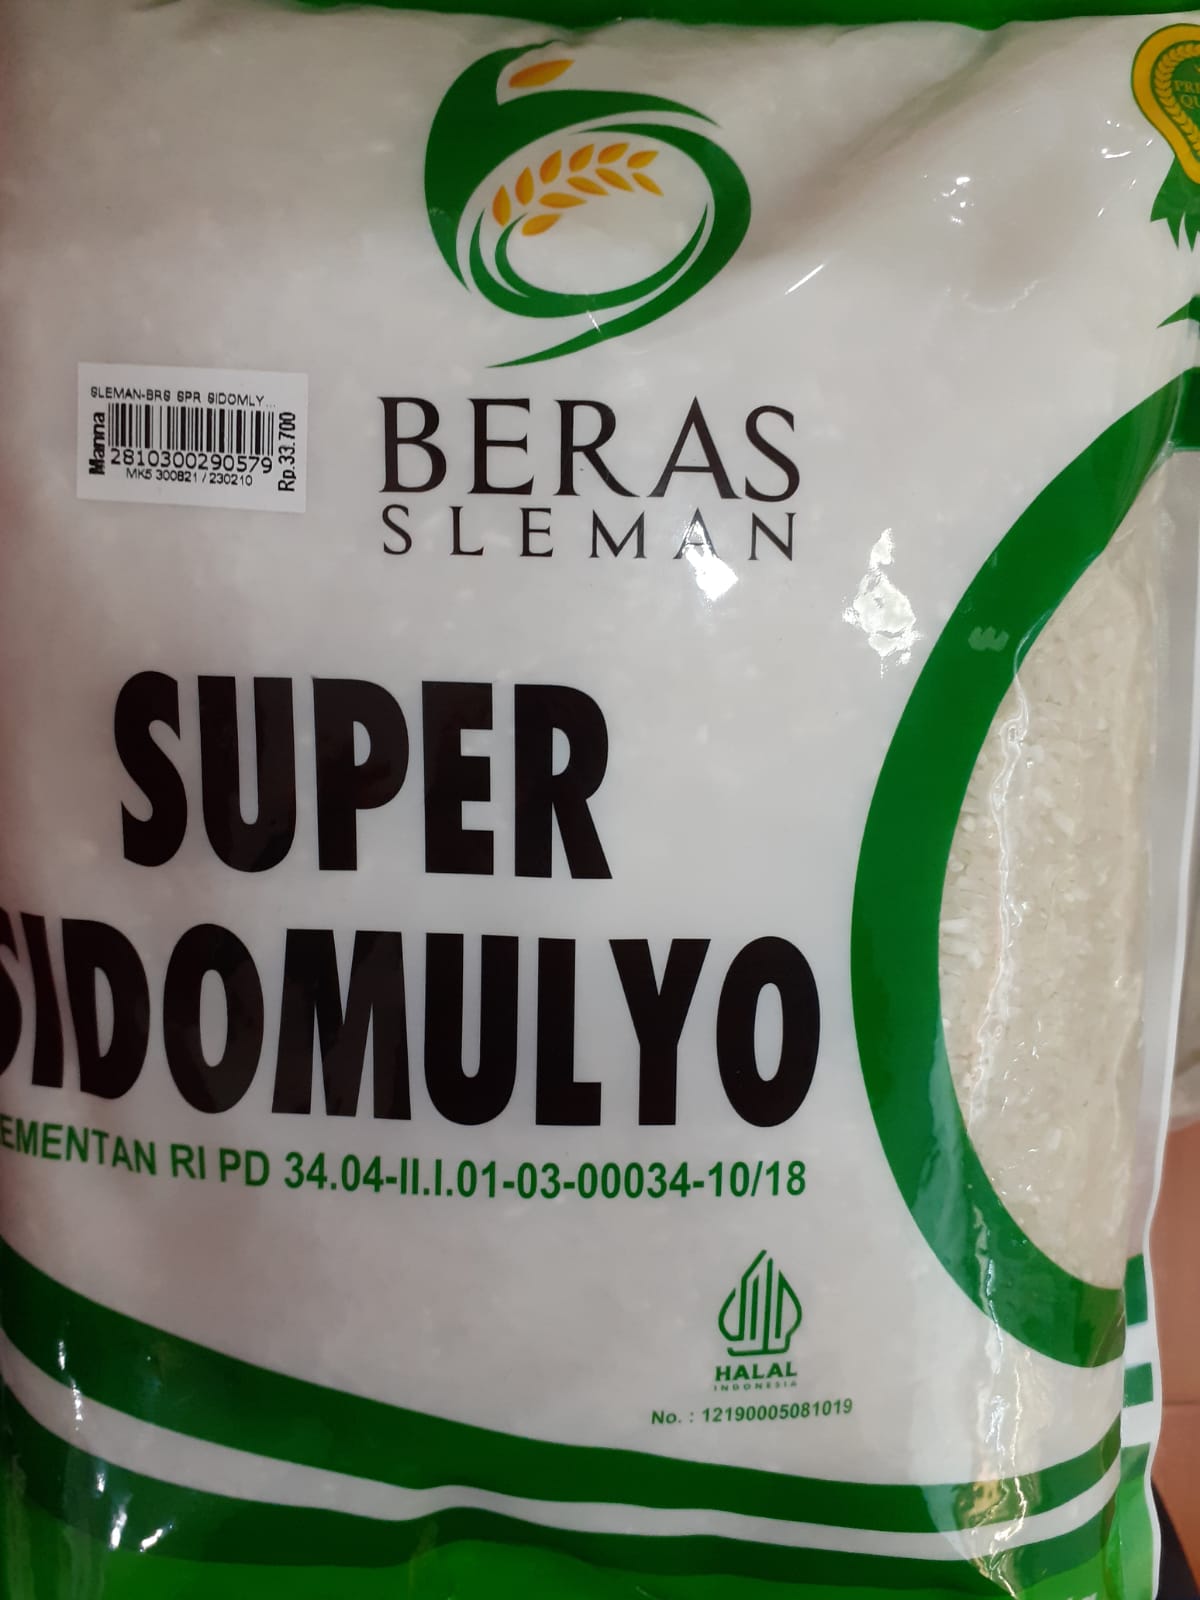 SLEMAN-BRS SPR SIDOMLY...
Manna
2810300290579
MK5 300821 / 230210
Rp.33.700
BERAS
SLEMAN
SUPER
SIDOMULYO
EMENTAN RI PD 34.04-II.I.01-03-00034-10/18
HALAL
INDONESIA
No. : 12190005081019